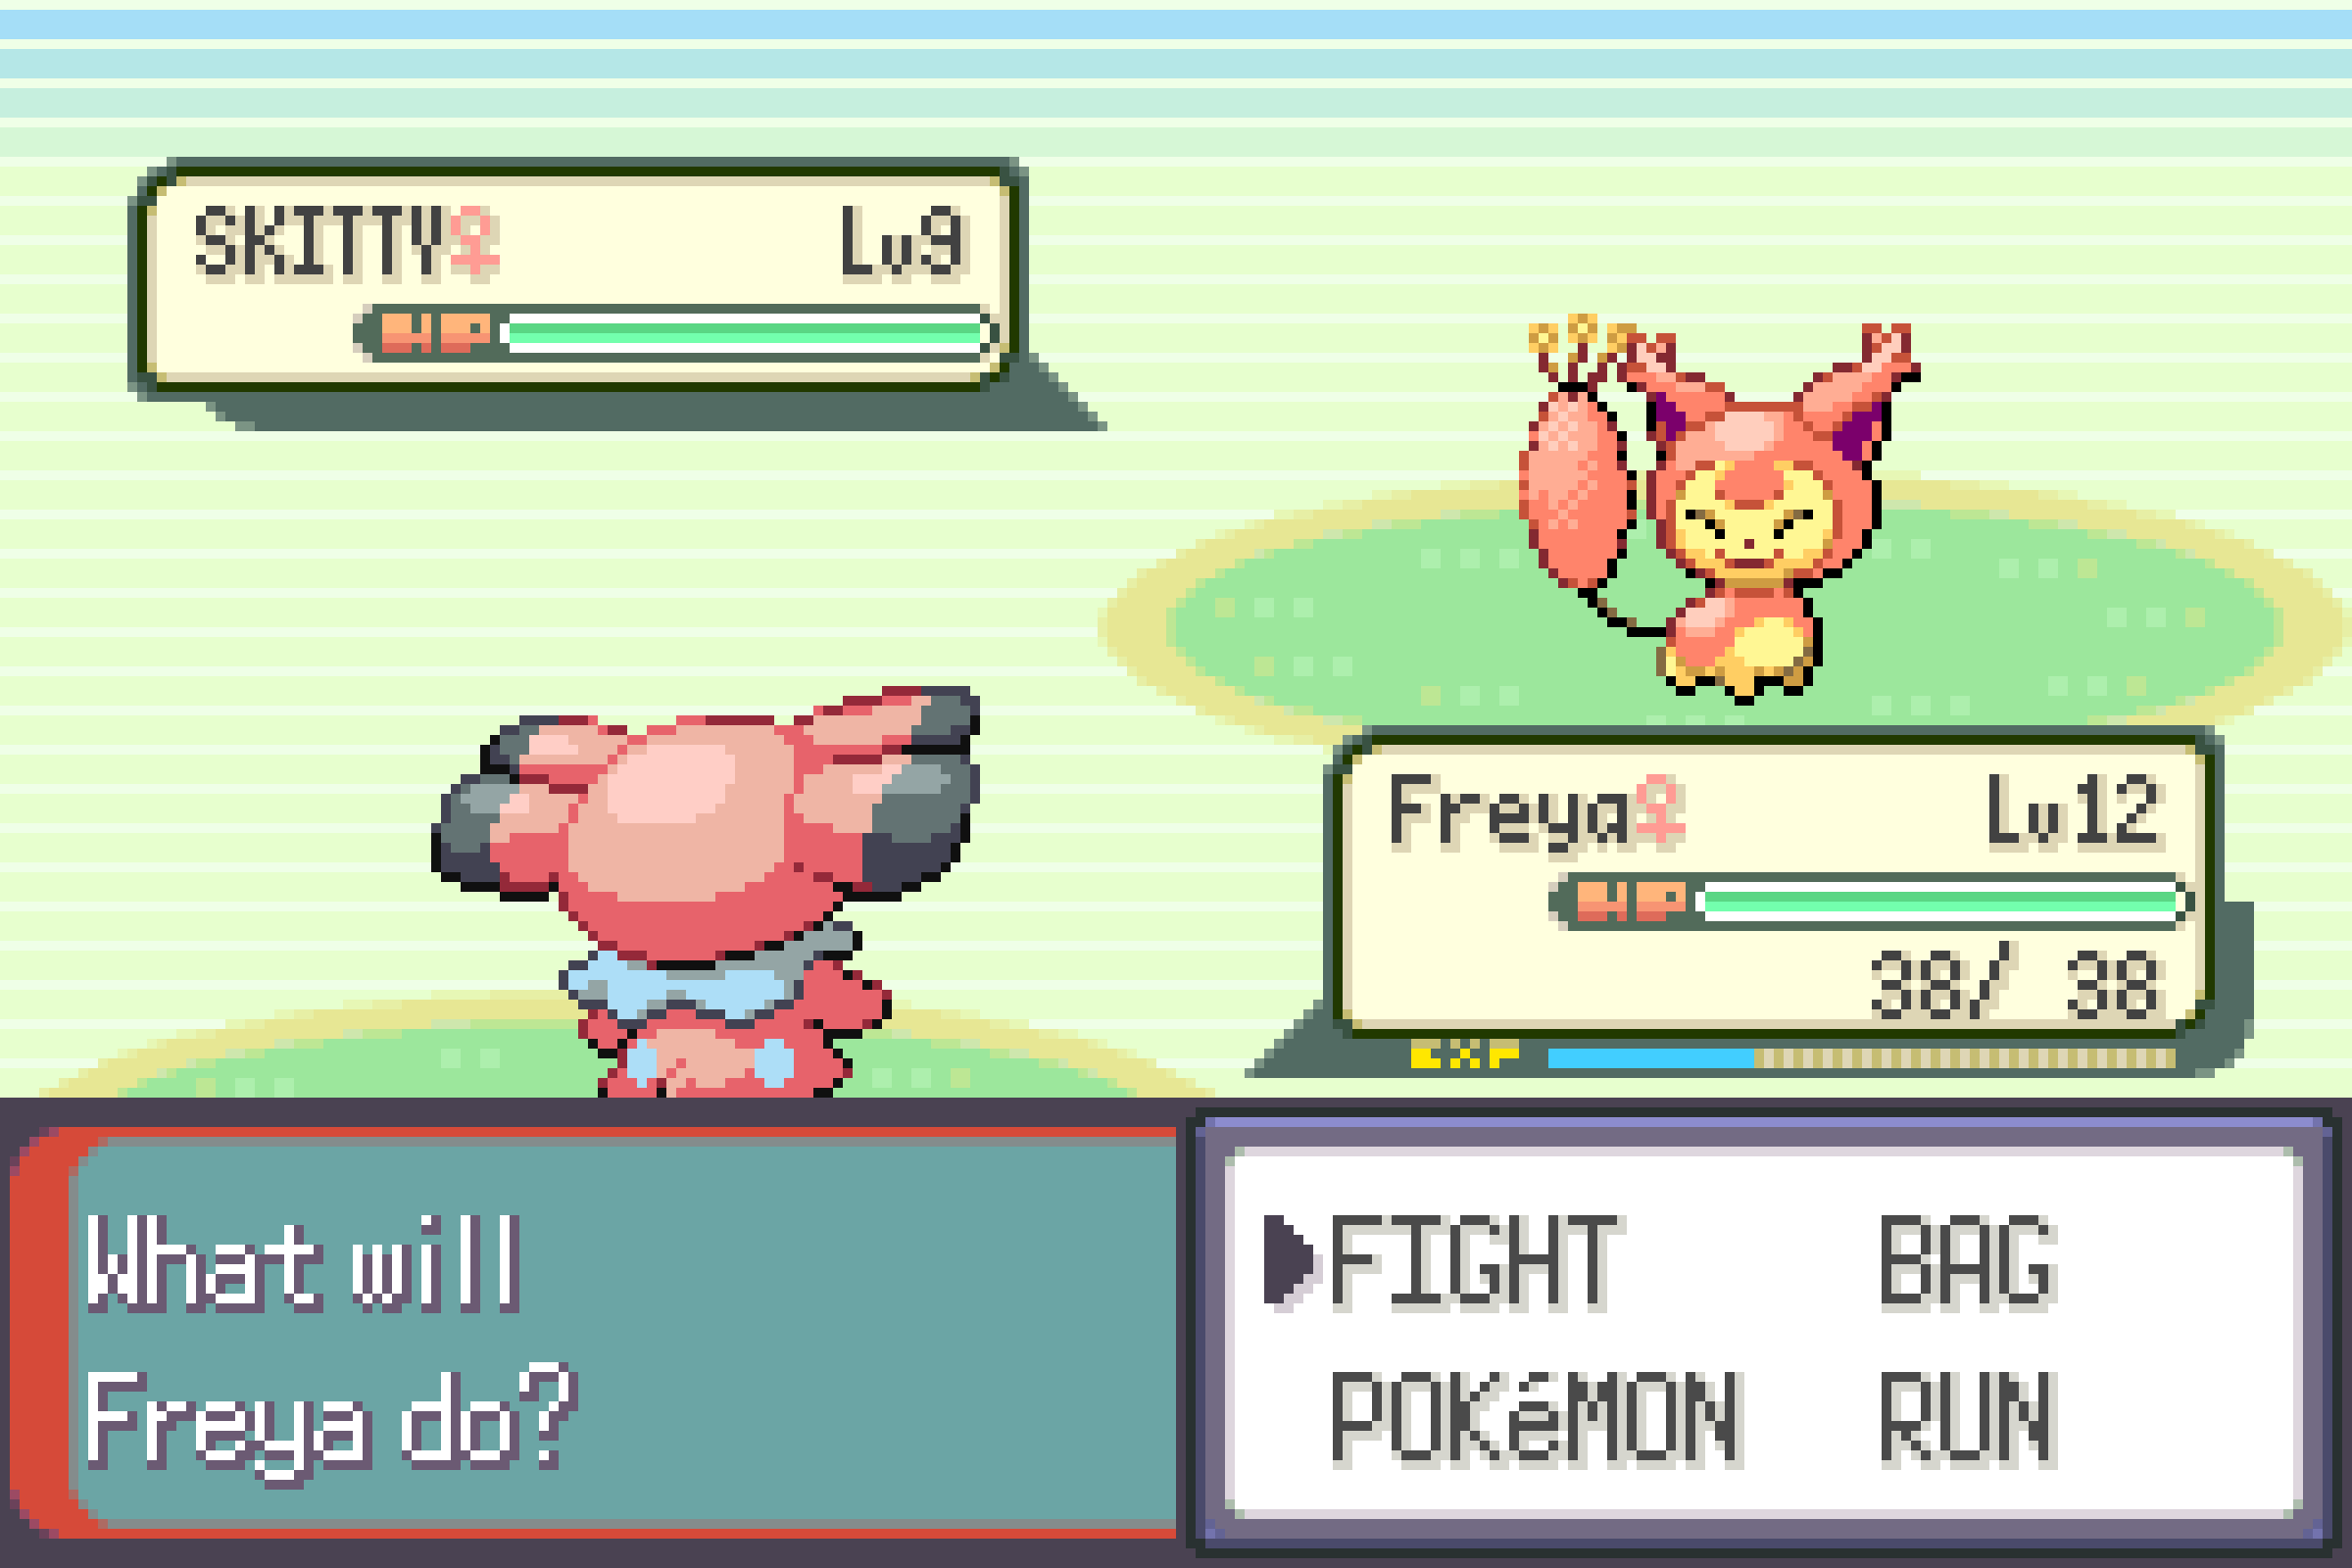 SKITTY♀ Lv9
HP
Freya♀ Lv12
HP
38/ 38
EXP
What will
Freya do?
FIGHT BAG
POKéMON RUN